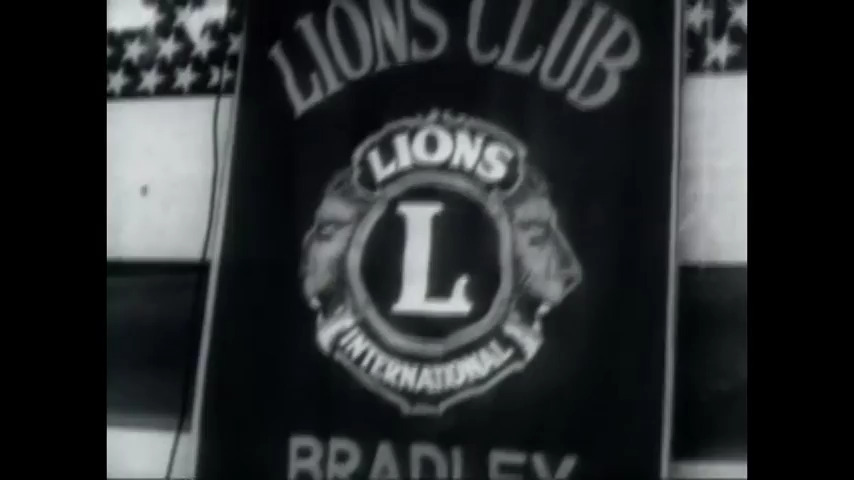 LIONS CLUB
LIONS
L
INTERNATIONAL
BRADLEY